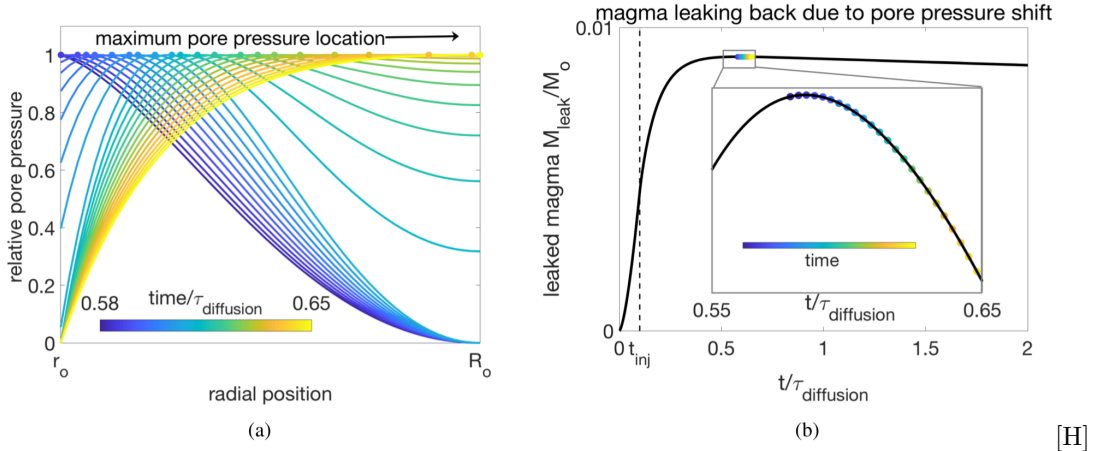 maximum pore pressure location
relative pore pressure
1
0.8
0.6
0.4
0.2
0
0.58
time/τdiffusion
0.65
ro
Ro
radial position
(a)
magma leaking back due to pore pressure shift
0.01
leaked magma Mleak/Mo
0
time
0.55
t/τdiffusion
0.65
0
tinj
0.5
1
1.5
2
t/τdiffusion
(b)
[H]